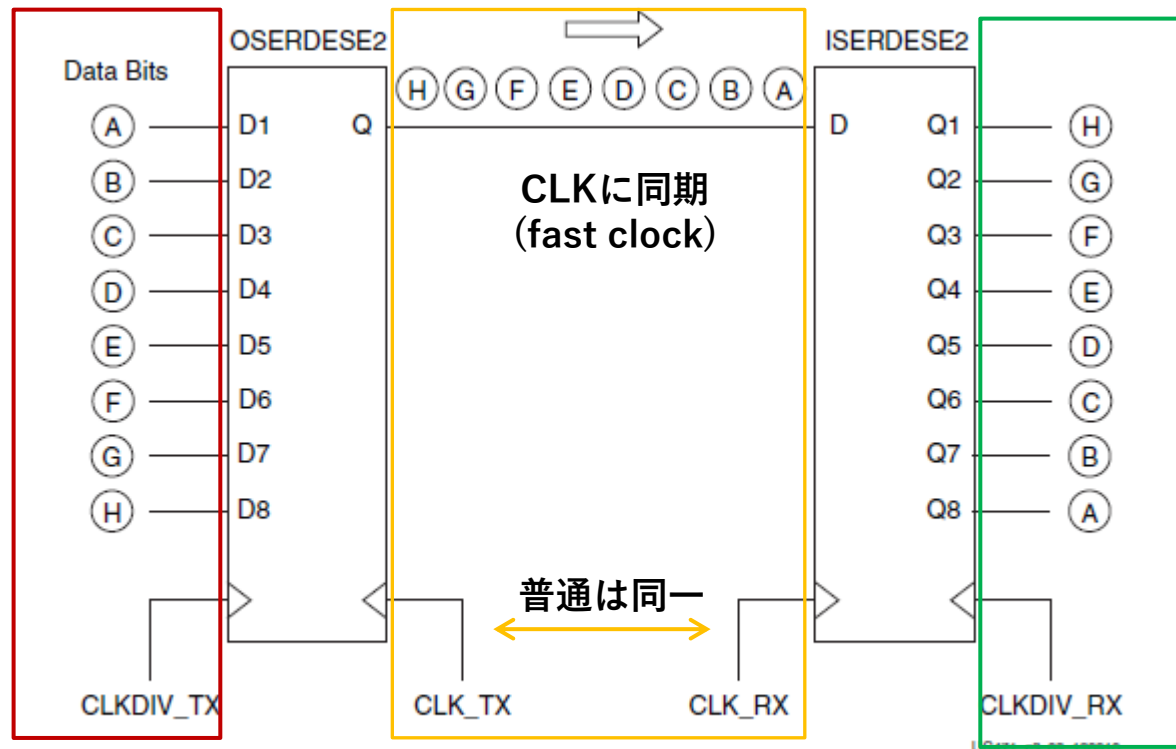 OSERDESE2
ISERDESE2
Data Bits
H G F E D C B A
A D1 Q D Q1 H
B D2 Q2 G
C D3 Q3 F
D D4 Q4 E
E D5 Q5 D
F D6 Q6 C
G D7 Q7 B
H D8 Q8 A
CLKに同期
(fast clock)
普通は同一
CLKDIV_TX
CLK_TX
CLK_RX
CLKDIV_RX